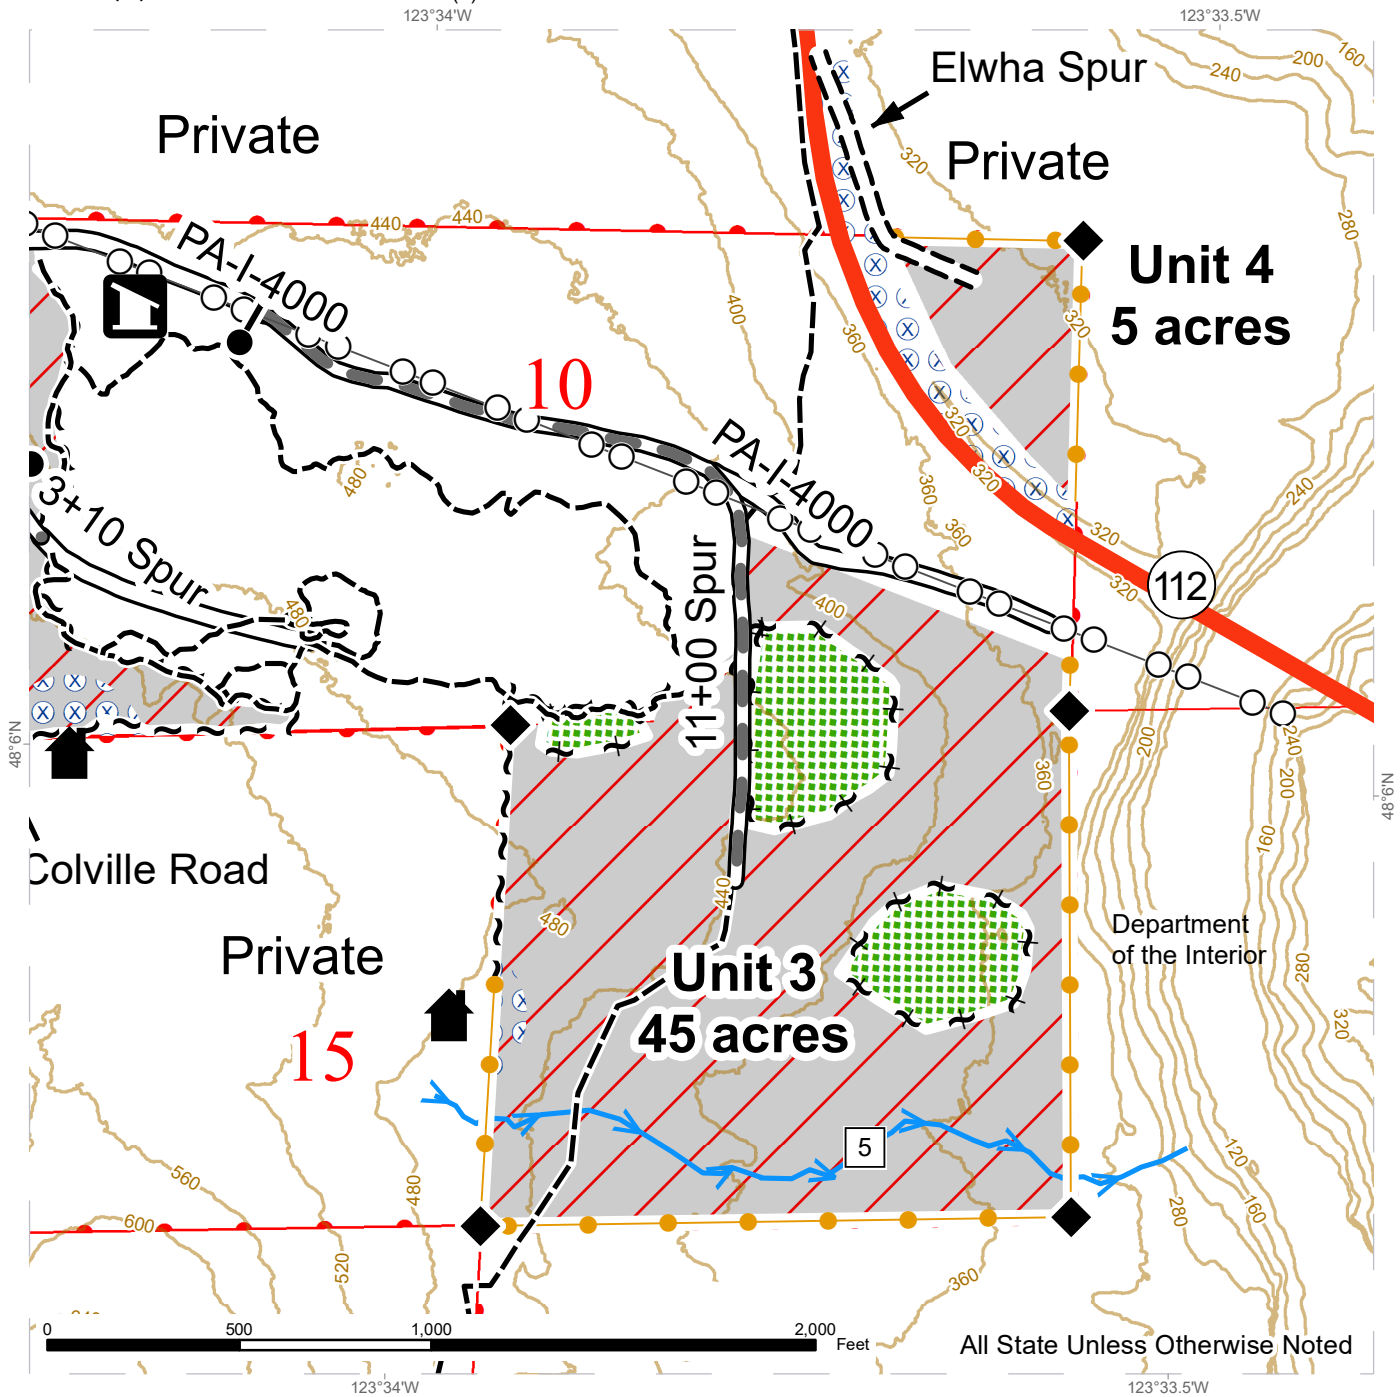 123°34'W
123°33.5'W
Elwha Spur
160
200
240
Private
320
Private
280
440
440
PA-I-4000
Unit 4
5 acres
400
360
320
10
320
PA-I-4000
480
320
360
240
3+10 Spur
360
320
11+00 Spur
112
320
480
400
48°6'N
200
240
360
200
48°6'N
160
Colville Road
440
480
Department
of the Interior
Private
Unit 3
45 acres
280
320
15
5
120
560
480
280
160
600
520
360
0
500
1,000
2,000
Feet
All State Unless Otherwise Noted
123°34'W
123°33.5'W